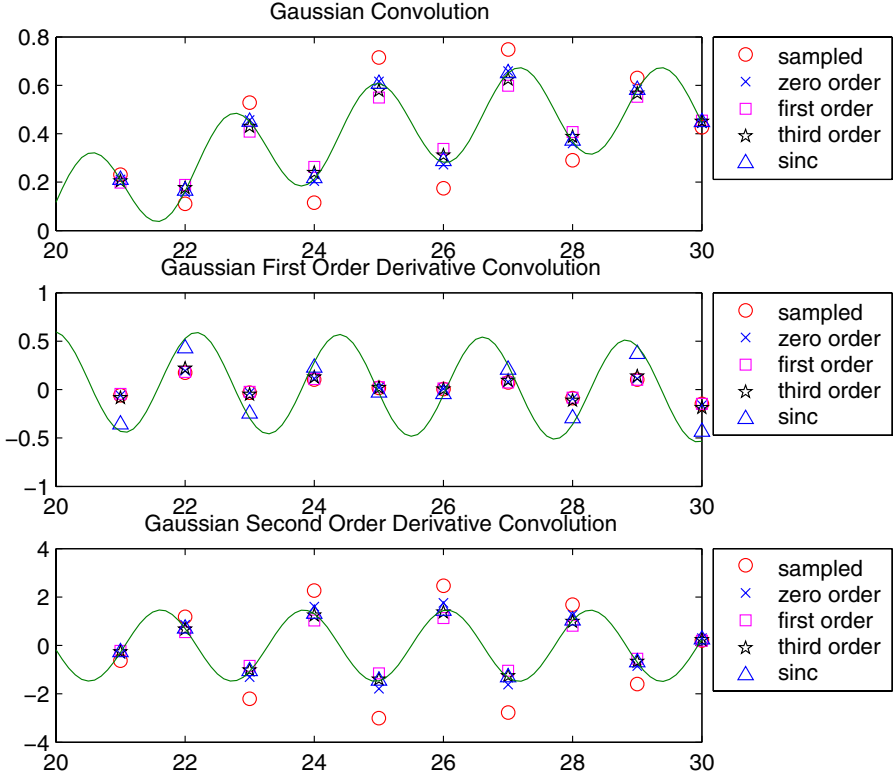 Gaussian Convolution
0.8
0.6
0.4
0.2
0
20 22 24 26 28 30
sampled
zero order
first order
third order
sinc
Gaussian First Order Derivative Convolution
1
0.5
0
−0.5
−1
20 22 24 26 28 30
sampled
zero order
first order
third order
sinc
Gaussian Second Order Derivative Convolution
4
2
0
−2
−4
20 22 24 26 28 30
sampled
zero order
first order
third order
sinc